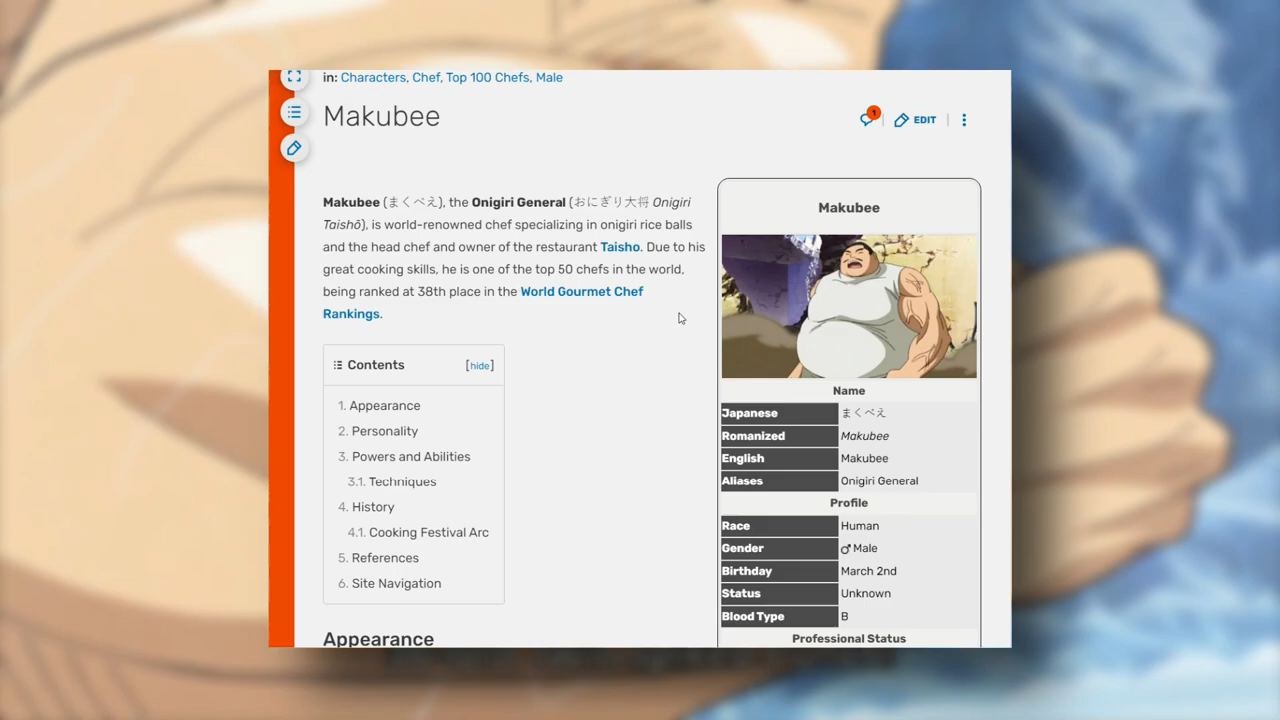 in: Characters, Chef, Top 100 Chefs, Male
Makubee
1
EDIT
Makubee (まくべえ), the Onigiri General (おにぎり大将 Onigiri
Taishō), is world-renowned chef specializing in onigiri rice balls
and the head chef and owner of the restaurant Taisho. Due to his
great cooking skills, he is one of the top 50 chefs in the world,
being ranked at 38th place in the World Gourmet Chef
Rankings.
Contents [hide]
1. Appearance
2. Personality
3. Powers and Abilities
3.1. Techniques
4. History
4.1. Cooking Festival Arc
5. References
6. Site Navigation
Appearance
Makubee
Name
Japanese まくべえ
Romanized Makubee
English Makubee
Aliases Onigiri General
Profile
Race Human
Gender ♂ Male
Birthday March 2nd
Status Unknown
Blood Type B
Professional Status